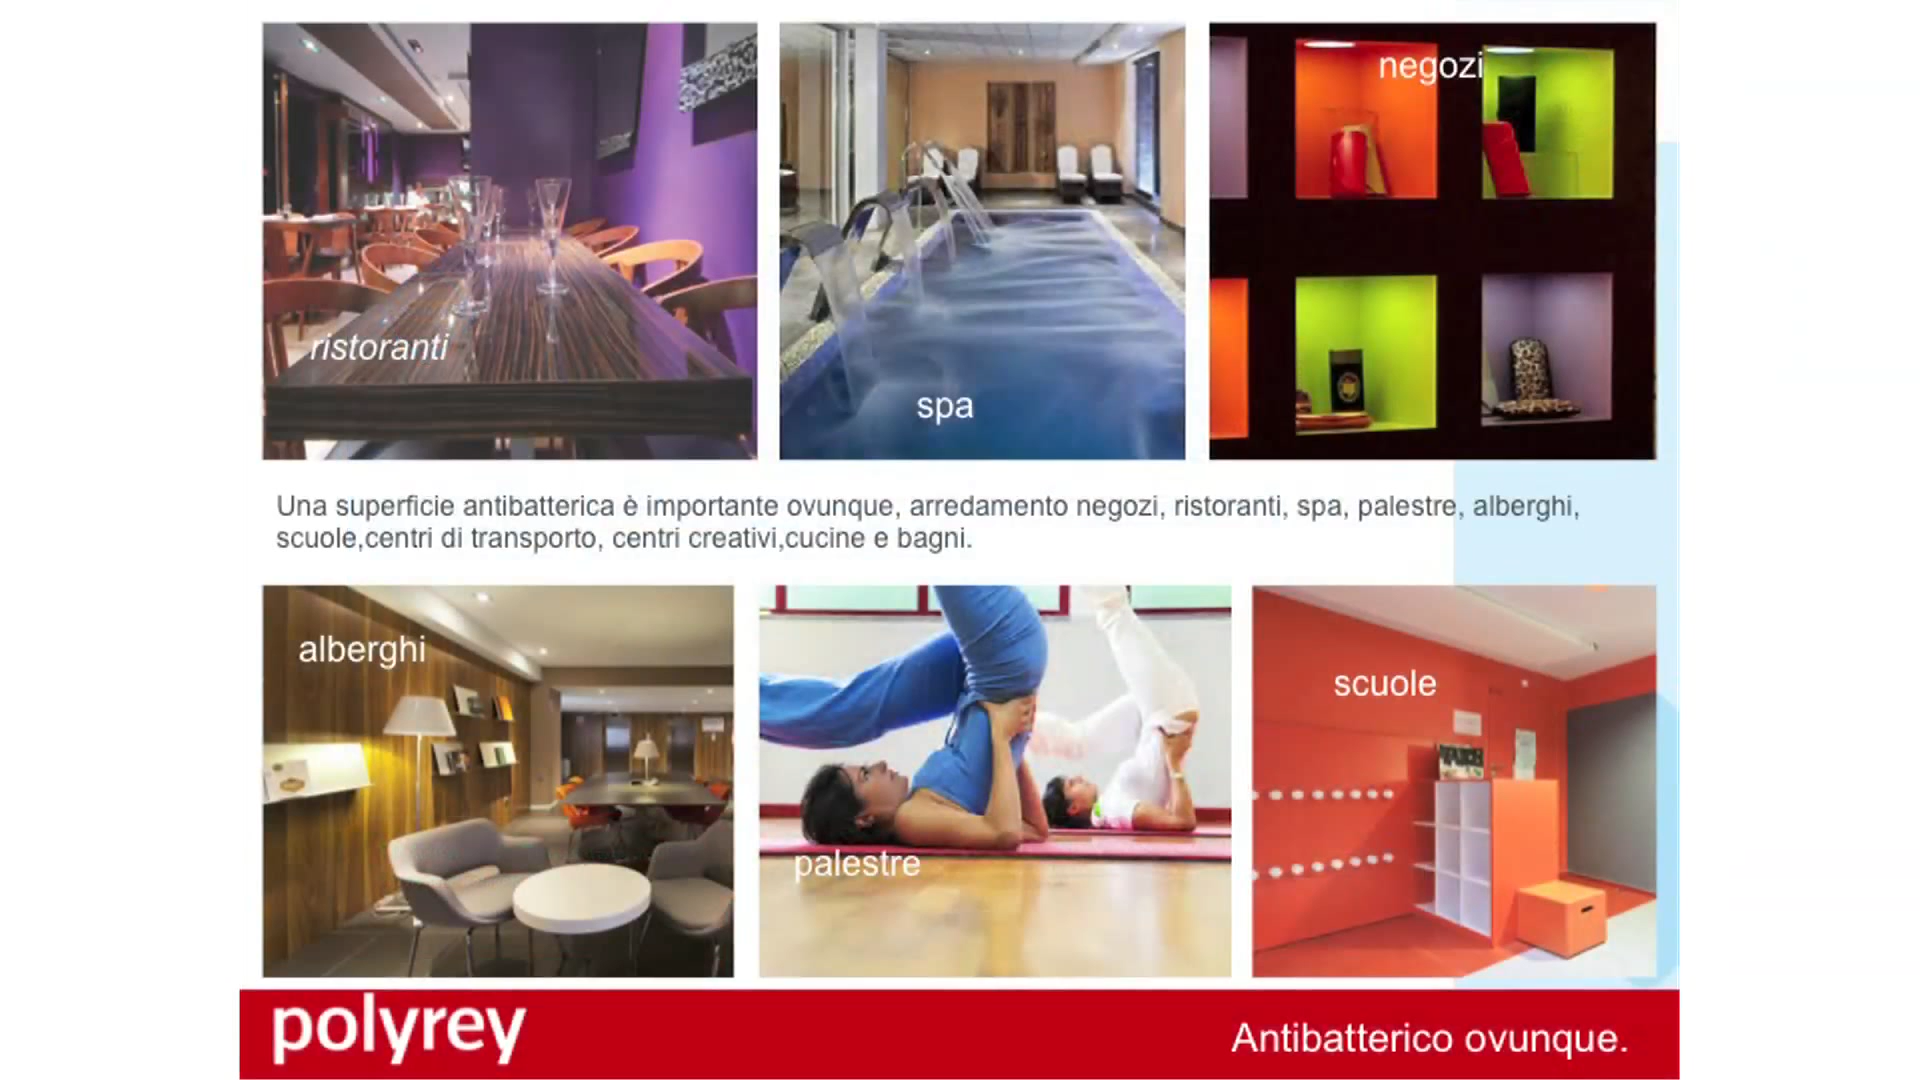 negozi
ristoranti
spa
Una superficie antibatterica è importante ovunque, arredamento negozi, ristoranti, spa, palestre, alberghi,
scuole,centri di transporto, centri creativi,cucine e bagni.
alberghi
scuole
palestre
polyrey
Antibatterico ovunque.